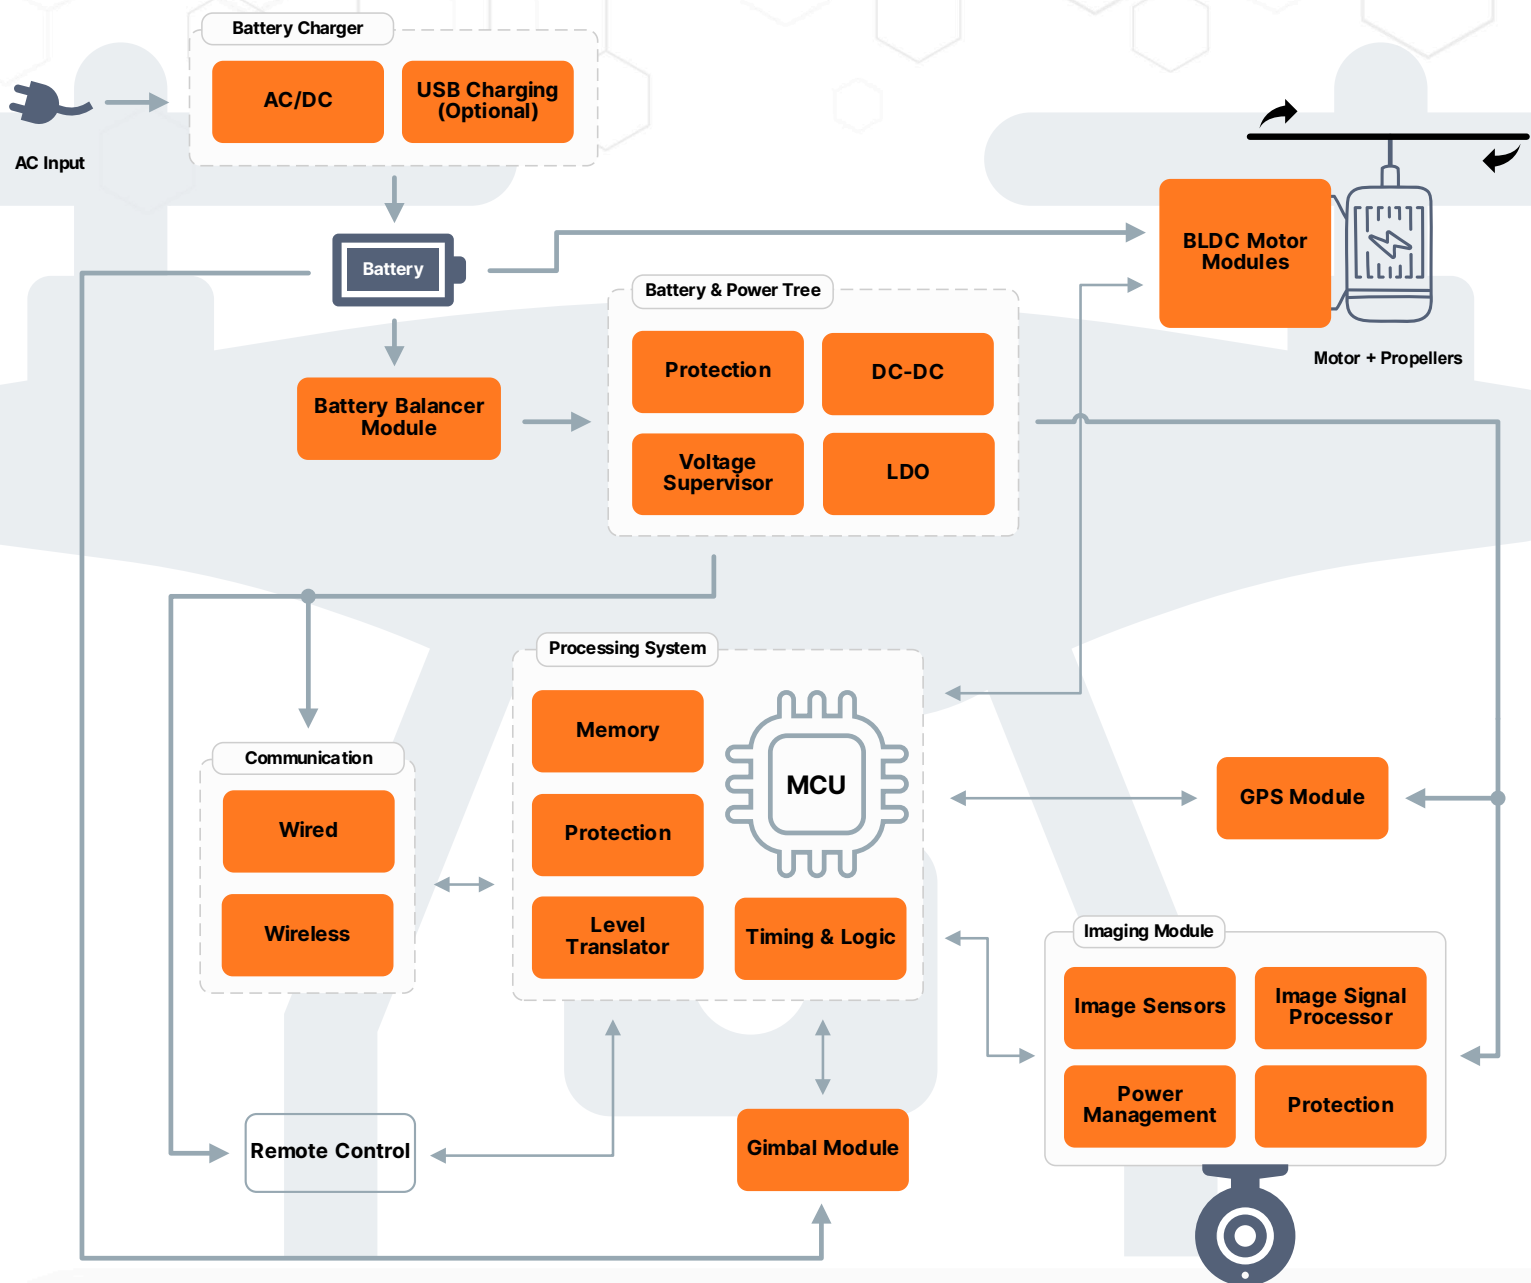 Battery Charger
AC/DC
USB Charging
(Optional)
AC Input
Battery
BLDC Motor
Modules
Motor + Propellers
Battery & Power Tree
Protection
DC-DC
Voltage
Supervisor
LDO
Battery Balancer
Module
Processing System
Memory
MCU
Protection
Level
Translator
Timing & Logic
Communication
Wired
Wireless
GPS Module
Imaging Module
Image Sensors
Image Signal
Processor
Power
Management
Protection
Remote Control
Gimbal Module